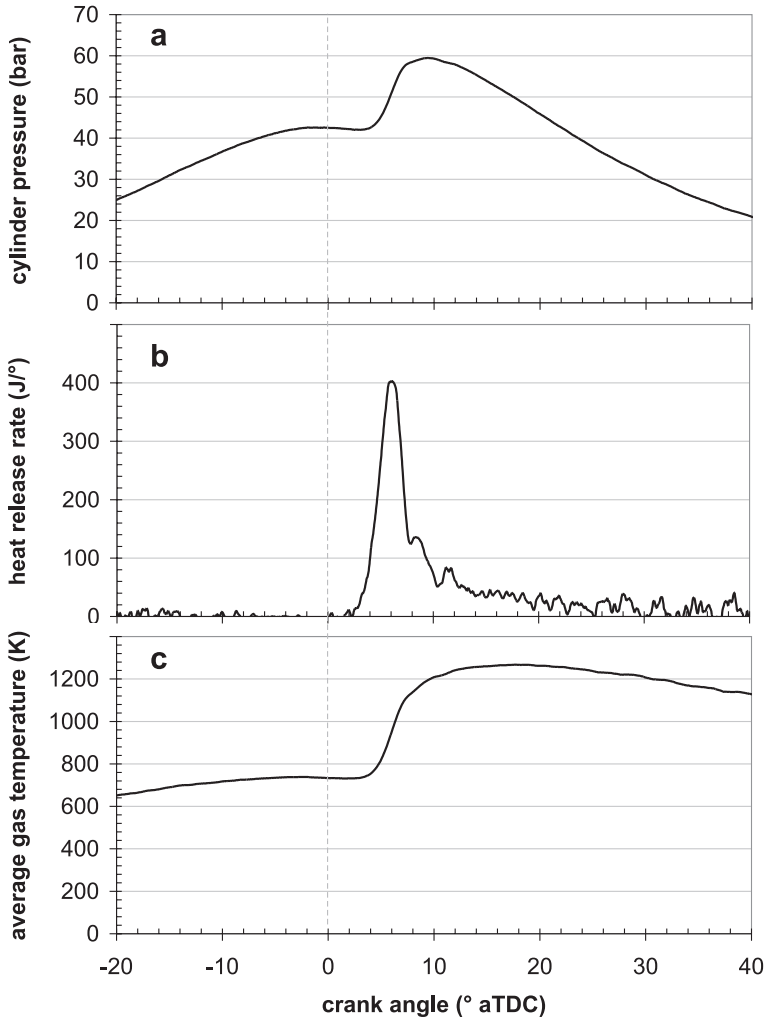 a
cylinder pressure (bar)
70
60
50
40
30
20
10
0
b
heat release rate (J/°)
400
300
200
100
0
c
average gas temperature (K)
1200
1000
800
600
400
200
0
-20 -10 0 10 20 30 40
crank angle (° aTDC)